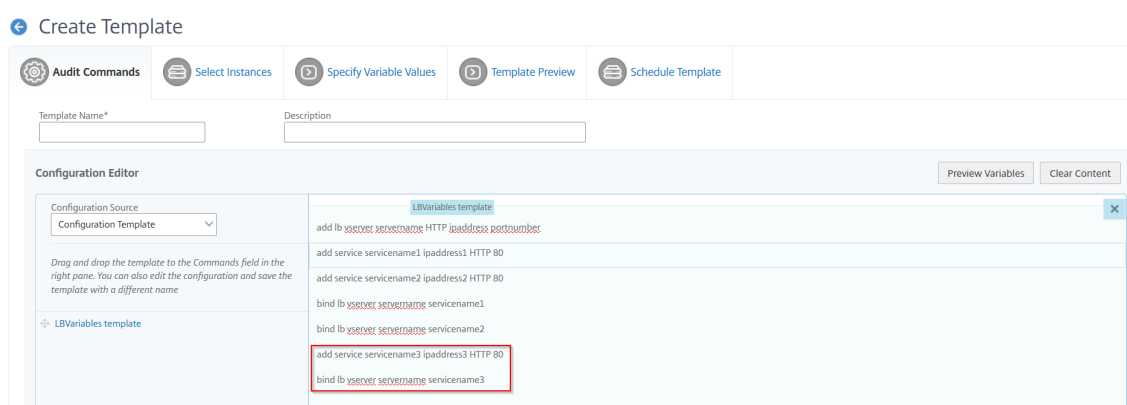 Create Template
Audit Commands
Select Instances
Specify Variable Values
Template Preview
Schedule Template
Template Name*
Description
Configuration Editor
Preview Variables
Clear Content
Configuration Source
Configuration Template
Drag and drop the template to the Commands field in the
right pane. You can also edit the configuration and save the
template with a different name
LBVariables template
LBVariables template
add lb vserver servername HTTP ipaddress portnumber
add service servicename1 ipaddress1 HTTP 80
add service servicename2 ipaddress2 HTTP 80
bind lb vserver servername servicename1
bind lb vserver servername servicename2
add service servicename3 ipaddress3 HTTP 80
bind lb vserver servername servicename3